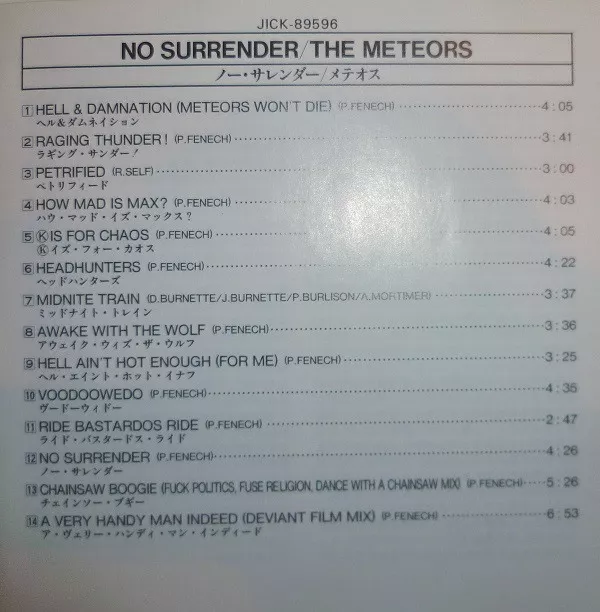 JICK-89596
NO SURRENDER/THE METEORS
ノー・サレンダー/メテオス
1 HELL & DAMNATION (METEORS WON'T DIE) (P.FENECH) 4:05
ヘル&ダムネイション
2 RAGING THUNDER! (P.FENECH) 3:41
ラギング・サンダー!
3 PETRIFIED (R.SELF) 3:00
ペトリフィード
4 HOW MAD IS MAX? (P.FENECH) 4:03
ハウ・マッド・イズ・マックス?
5 Ⓚ IS FOR CHAOS (P.FENECH) 4:05
Ⓚイズ・フォー・カオス
6 HEADHUNTERS (P.FENECH) 4:22
ヘッドハンターズ
7 MIDNITE TRAIN (D.BURNETTE/J.BURNETTE/P.BURLISON/A.MORTIMER) 3:37
ミッドナイト・トレイン
8 AWAKE WITH THE WOLF (P.FENECH) 3:36
アウェイク・ウィズ・ザ・ウルフ
9 HELL AIN'T HOT ENOUGH (FOR ME) (P.FENECH) 3:25
ヘル・エイント・ホット・イナフ
10 VOODOOWEDO (P.FENECH) 4:35
ヴードーウィドー
11 RIDE BASTARDOS RIDE (P.FENECH) 2:47
ライド・バスタードス・ライド
12 NO SURRENDER (P.FENECH) 4:26
ノー・サレンダー
13 CHAINSAW BOOGIE (FUCK POLITICS, FUSE RELIGION, DANCE WITH A CHAINSAW MIX) (P.FENECH) 5:26
チェインソー・ブギー
14 A VERY HANDY MAN INDEED (DEVIANT FILM MIX) (P.FENECH) 6:53
ア・ヴェリー・ハンディ・マン・インディード